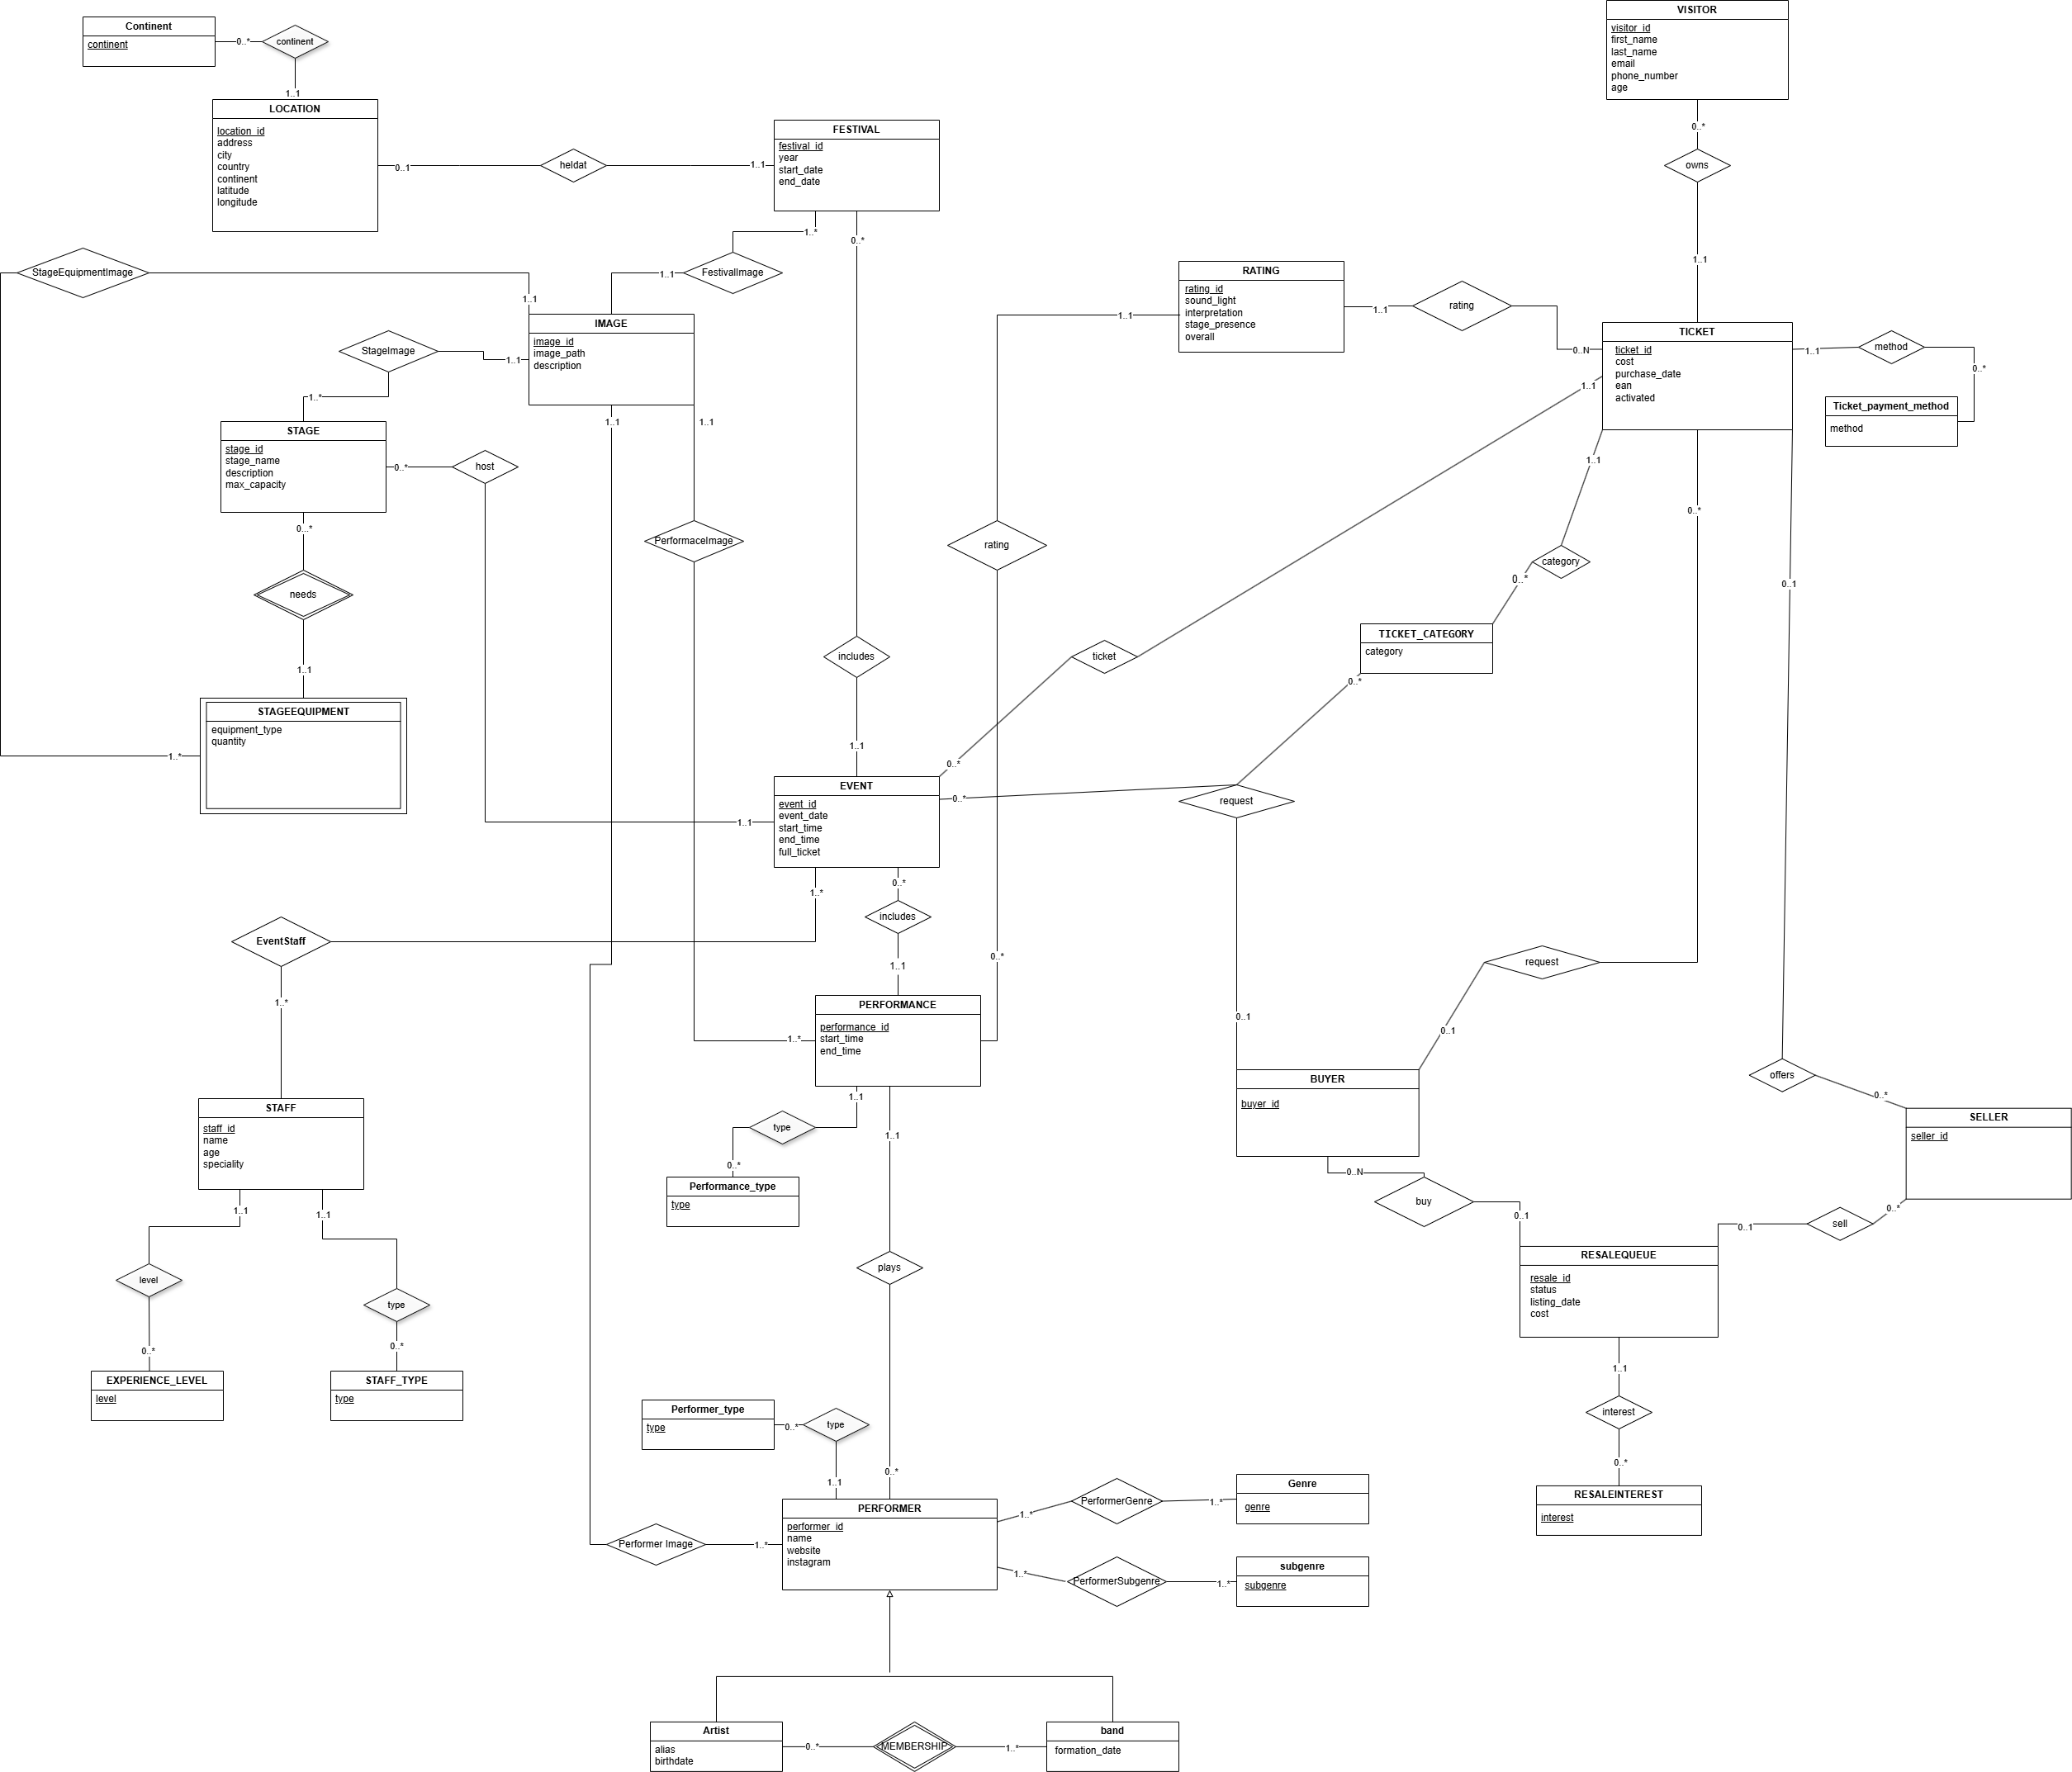 VISITOR
visitor_id
first_name
last_name
email
phone_number
age
Continent
continent
0..*
continent
1..1
LOCATION
location_id
address
city
country
continent
latitude
longitude
0..1
heldat
1..1
FESTIVAL
festival_id
year
start_date
end_date
0..*
owns
1..1
1..*
0..*
StageEquipmentImage
1..1
1..1
FestivalImage
RATING
rating_id
sound_light
interpretation
stage_presence
overall
1..1
1..1
rating
0..N
IMAGE
image_id
image_path
description
StageImage
1..1
1..*
TICKET
ticket_id
cost
purchase_date
ean
activated
1..1
1..1
method
0..*
Ticket_payment_method
method
STAGE
stage_id
stage_name
description
max_capacity
0..*
host
1..1
1..1
1..1
0..*
0...*
PerformaceImage
rating
category
0..*
0..1
needs
TICKET_CATEGORY
category
includes
ticket
1..1
0..*
STAGEEQUIPMENT
equipment_type
quantity
1..*
1..1
0..*
EVENT
event_id
event_date
start_time
end_time
full_ticket
1..1
0..*
request
1..*
0..*
includes
EventStaff
1..1
0..*
request
1..*
0..1
0..1
PERFORMANCE
performance_id
start_time
end_time
1..*
1..1
1..1
type
0..*
Performance_type
type
STAFF
staff_id
name
age
speciality
1..1
1..1
BUYER
buyer_id
offers
0..*
SELLER
seller_id
0..N
buy
0..1
0..1
sell
0..*
level
type
0..*
0..*
plays
RESALEQUEUE
resale_id
status
listing_date
cost
1..1
interest
0..*
RESALEINTEREST
interest
EXPERIENCE_LEVEL
level
STAFF_TYPE
type
Performer_type
type
0..*
type
1..1
0..*
PERFORMER
performer_id
name
website
instagram
1..*
PerformerGenre
1..*
Genre
genre
Performer Image
1..*
1..*
PerformerSubgenre
1..*
subgenre
subgenre
Artist
alias
birthdate
0..*
MEMBERSHIP
1..*
band
formation_date